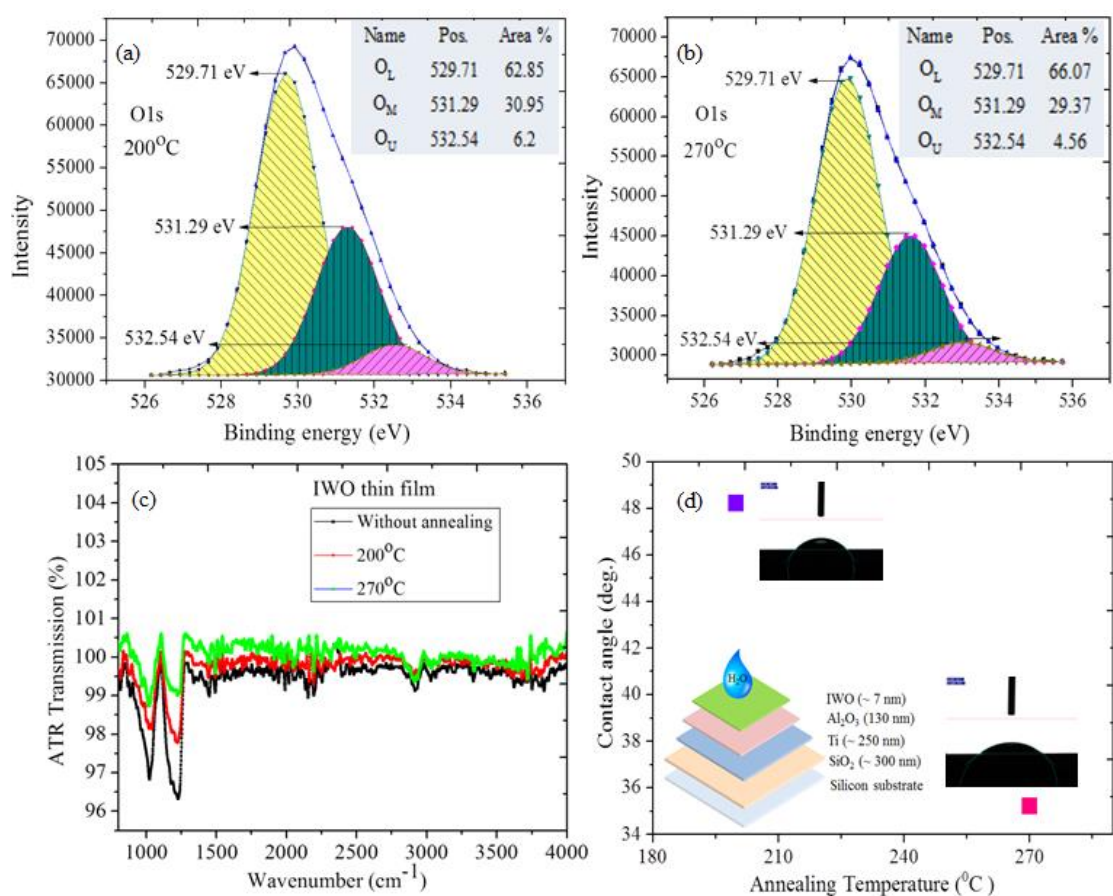 (a)
Name Pos. Area %
O_L 529.71 62.85
O_M 531.29 30.95
O_U 532.54 6.2
529.71 eV
O1s
200°C
531.29 eV
532.54 eV
Intensity
70000
65000
60000
55000
50000
45000
40000
35000
30000
526 528 530 532 534 536
Binding energy (eV)
(b)
Name Pos. Area %
O_L 529.71 66.07
O_M 531.29 29.37
O_U 532.54 4.56
529.71 eV
O1s
270°C
531.29 eV
532.54 eV
Intensity
70000
65000
60000
55000
50000
45000
40000
35000
30000
526 528 530 532 534 536
Binding energy (eV)
(c)
IWO thin film
Without annealing
200°C
270°C
ATR Transmission (%)
105
104
103
102
101
100
99
98
97
96
1000 1500 2000 2500 3000 3500 4000
Wavenumber (cm⁻¹)
(d)
Contact angle (deg.)
50
48
46
44
42
40
38
36
34
H₂O
IWO (~ 7 nm)
Al₂O₃ (130 nm)
Ti (~ 250 nm)
SiO₂ (~ 300 nm)
Silicon substrate
180 210 240 270
Annealing Temperature (⁰C)